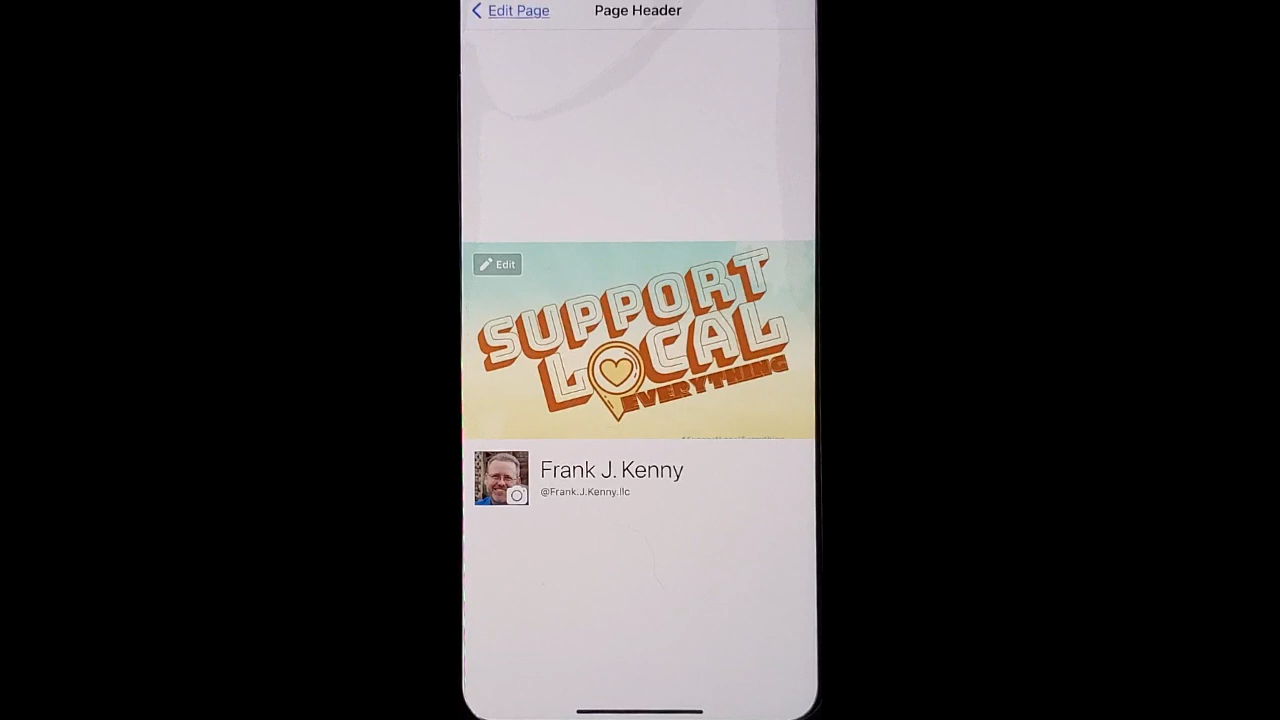 Edit Page
Page Header
Edit
SUPPORT
LOCAL
EVERYTHING
Frank J. Kenny
@Frank.J.Kenny.llc